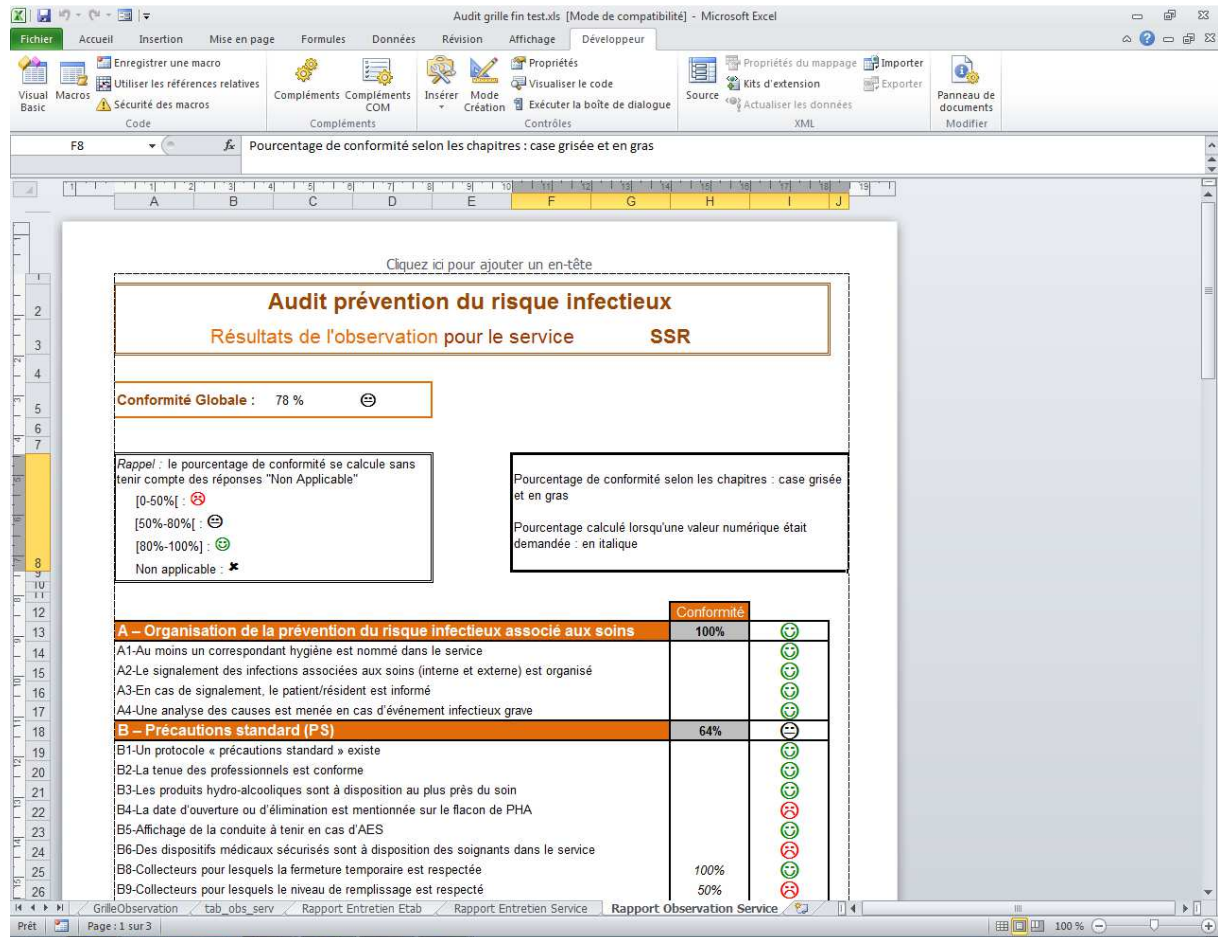 Audit grille fin test.xls [Mode de compatibilité] - Microsoft Excel
Fichier Accueil Insertion Mise en page Formules Données Révision Affichage Développeur
Visual Basic
Macros
Enregistrer une macro
Utiliser les références relatives
Sécurité des macros
Code
Compléments
Compléments COM
Compléments
Insérer
Mode Création
Propriétés
Visualiser le code
Exécuter la boîte de dialogue
Contrôles
Source
Propriétés du mappage
Kits d'extension
Actualiser les données
Importer
Exporter
XML
Panneau de documents
Modifier
F8 fx Pourcentage de conformité selon les chapitres : case grisée et en gras
A B C D E F G H I J
Cliquez ici pour ajouter un en-tête
Audit prévention du risque infectieux
Résultats de l'observation pour le service SSR
Conformité Globale : 78 %
Rappel : le pourcentage de conformité se calcule sans
tenir compte des réponses "Non Applicable"
[0-50%[ :
[50%-80%[ :
[80%-100%] :
Non applicable :
Pourcentage de conformité selon les chapitres : case grisée
et en gras
Pourcentage calculé lorsqu'une valeur numérique était
demandée : en italique
Conformité
A – Organisation de la prévention du risque infectieux associé aux soins 100%
A1-Au moins un correspondant hygiène est nommé dans le service
A2-Le signalement des infections associées aux soins (interne et externe) est organisé
A3-En cas de signalement, le patient/résident est informé
A4-Une analyse des causes est menée en cas d'événement infectieux grave
B – Précautions standard (PS) 64%
B1-Un protocole « précautions standard » existe
B2-La tenue des professionnels est conforme
B3-Les produits hydro-alcooliques sont à disposition au plus près du soin
B4-La date d'ouverture ou d'élimination est mentionnée sur le flacon de PHA
B5-Affichage de la conduite à tenir en cas d'AES
B6-Des dispositifs médicaux sécurisés sont à disposition des soignants dans le service
B8-Collecteurs pour lesquels la fermeture temporaire est respectée 100%
B9-Collecteurs pour lesquels le niveau de remplissage est respecté 50%
GrilleObservation tab_obs_serv Rapport Entretien Etab Rapport Entretien Service Rapport Observation Service
Prêt Page : 1 sur 3 100 %